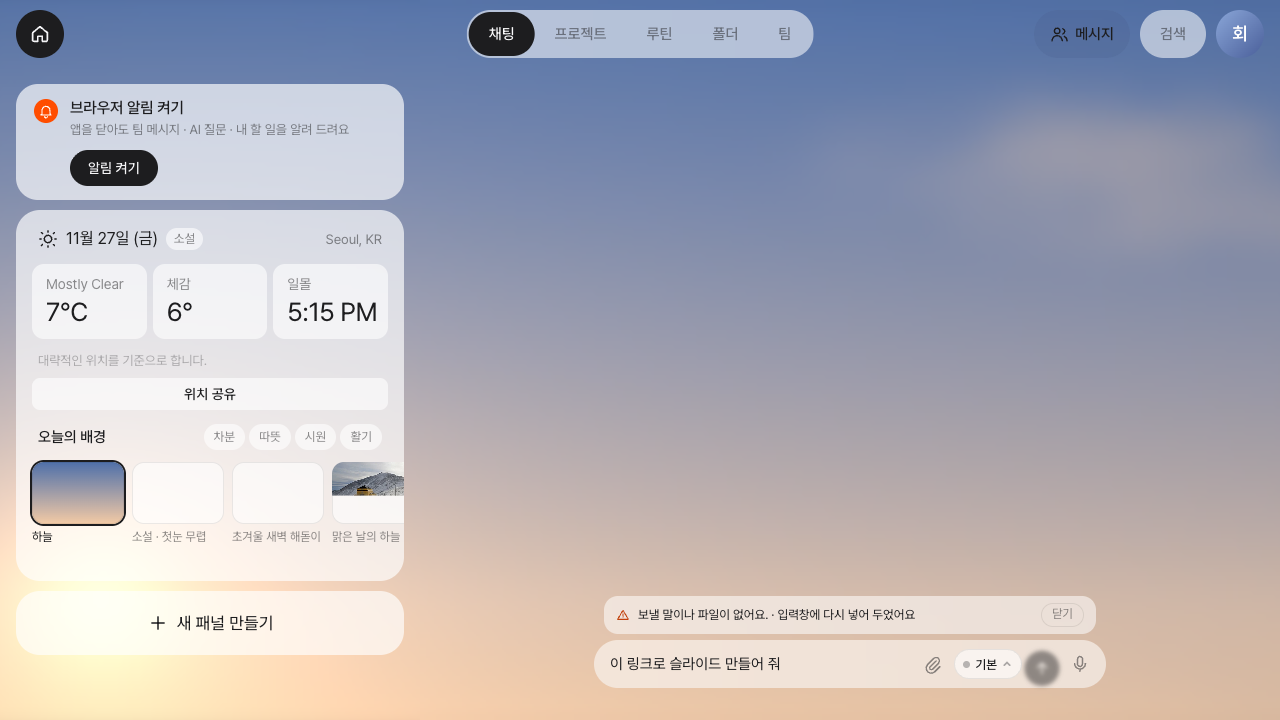 채팅
프로젝트
루틴
폴더
팀
메시지
검색
회
브라우저 알림 켜기
앱을 닫아도 팀 메시지 · AI 질문 · 내 할 일을 알려 드려요
알림 켜기
11월 27일 (금)
소설
Seoul, KR
Mostly Clear
7°C
체감
6°
일몰
5:15 PM
대략적인 위치를 기준으로 합니다.
위치 공유
오늘의 배경
차분
따뜻
시원
활기
하늘
소설 · 첫눈 무렵
초겨울 새벽 해돋이
맑은 날의 하늘
새 패널 만들기
보낼 말이나 파일이 없어요. · 입력창에 다시 넣어 두었어요
닫기
이 링크로 슬라이드 만들어 줘
기본